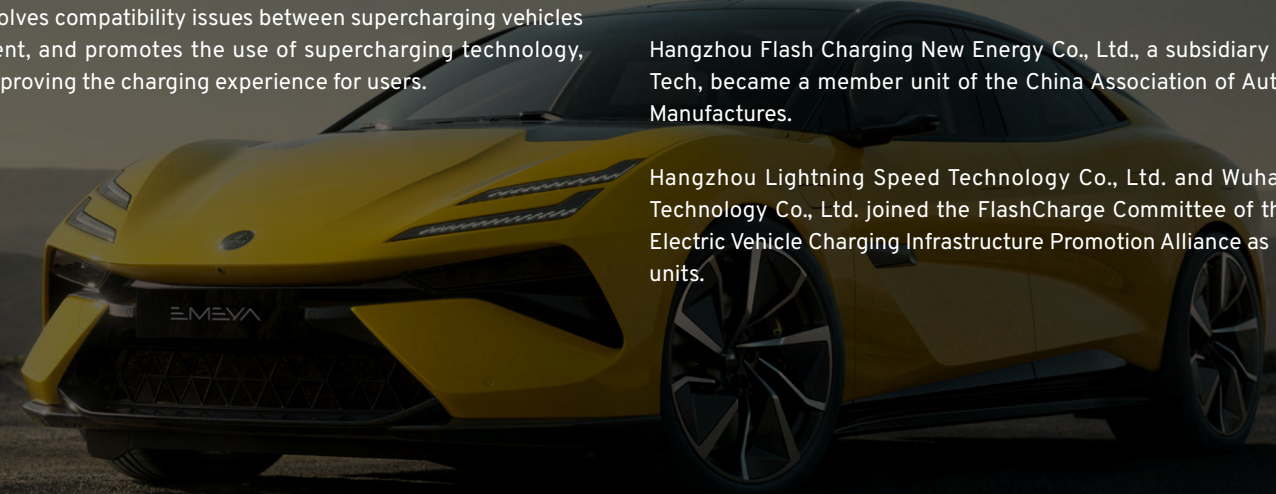 olves compatibility issues between supercharging vehicles
ent, and promotes the use of supercharging technology,
proving the charging experience for users.
Hangzhou Flash Charging New Energy Co., Ltd., a subsidiary
Tech, became a member unit of the China Association of Aut
Manufactures.
Hangzhou Lightning Speed Technology Co., Ltd. and Wuha
Technology Co., Ltd. joined the FlashCharge Committee of th
Electric Vehicle Charging Infrastructure Promotion Alliance as
units.
EMEYA